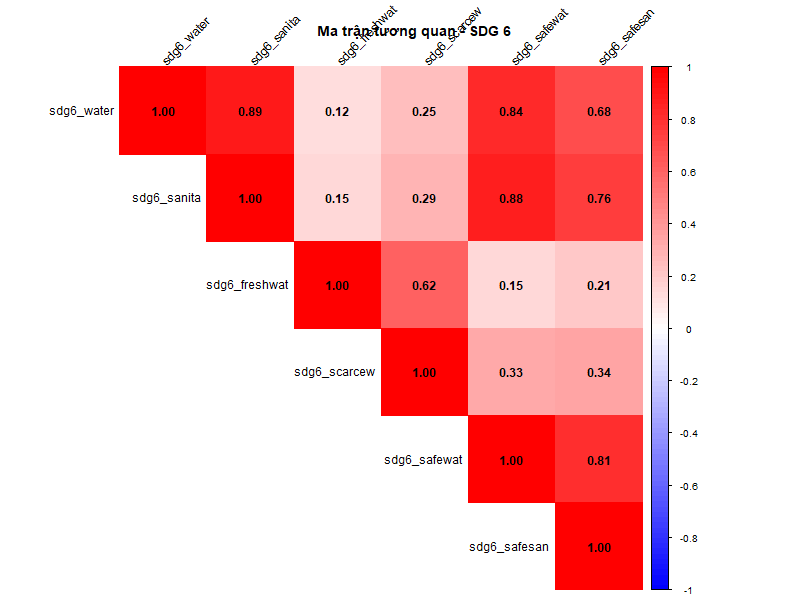 Ma trận tương quan - SDG 6
sdg6_water
sdg6_sanita
sdg6_freshwat
sdg6_scarcew
sdg6_safewat
sdg6_safesan
sdg6_water 1.00 0.89 0.12 0.25 0.84 0.68
sdg6_sanita 1.00 0.15 0.29 0.88 0.76
sdg6_freshwat 1.00 0.62 0.15 0.21
sdg6_scarcew 1.00 0.33 0.34
sdg6_safewat 1.00 0.81
sdg6_safesan 1.00
1
0.8
0.6
0.4
0.2
0
-0.2
-0.4
-0.6
-0.8
-1